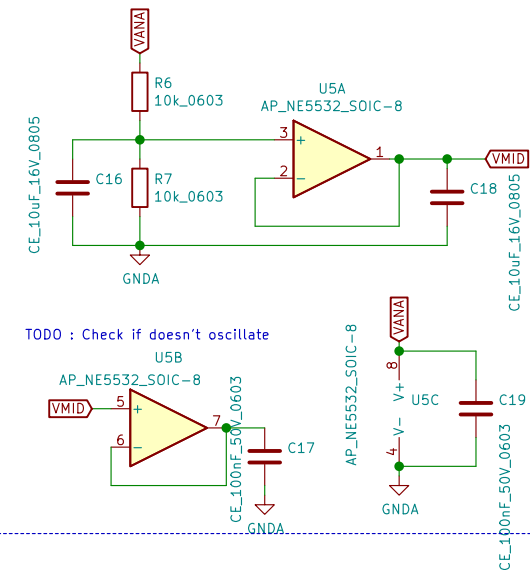 VANA
R6
10k_0603
U5A
AP_NE5532_SOIC-8
3
+
1
VMID
2
-
CE_10uF_16V_0805
C16
R7
10k_0603
C18
CE_10uF_16V_0805
GNDA
TODO : Check if doesn't oscillate
U5B
AP_NE5532_SOIC-8
VMID
5
+
7
6
-
CE_100nF_50V_0603
C17
GNDA
VANA
8
V+
AP_NE5532_SOIC-8
U5C
V-
4
C19
CE_100nF_50V_0603
GNDA